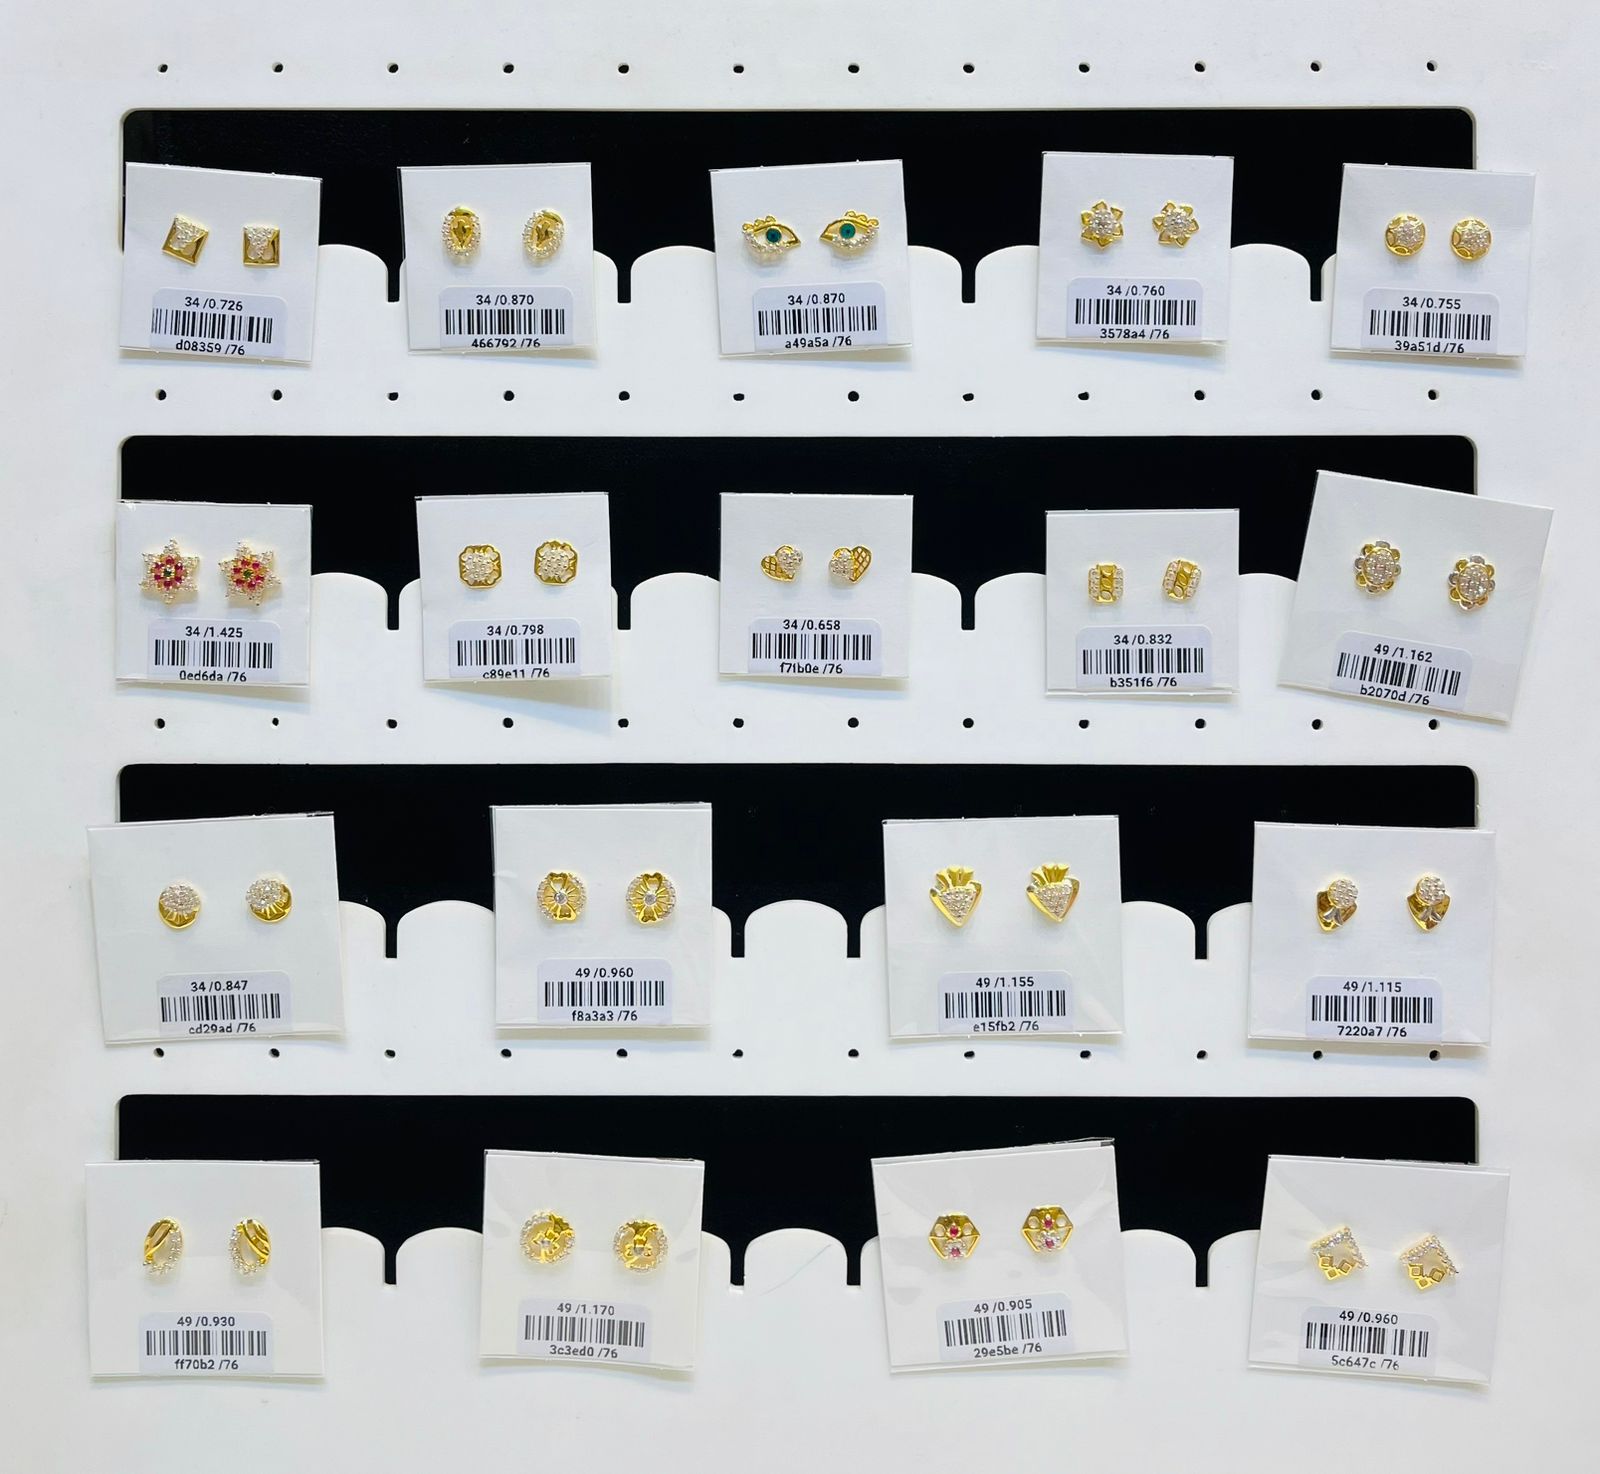 34 /0.726
d08359 /76
34 /0.870
466792 /76
34 /0.870
a49a5a /76
34 /0.760
3578a4 /76
34 /0.755
39a51d /76
34 /1.425
0ed6da /76
34 /0.798
c89e11 /76
34 /0.658
f71b0e /76
34 /0.832
b351f6 /76
49 /1.162
b2070d /76
34 /0.847
cd29ad /76
49 /0.960
f8a3a3 /76
49 /1.155
e15fb2 /76
49 /1.115
7220a7 /76
49 /0.930
ff70b2 /76
49 /1.170
3c3ed0 /76
49 /0.905
29e5be /76
49 /0.960
5c647c /76